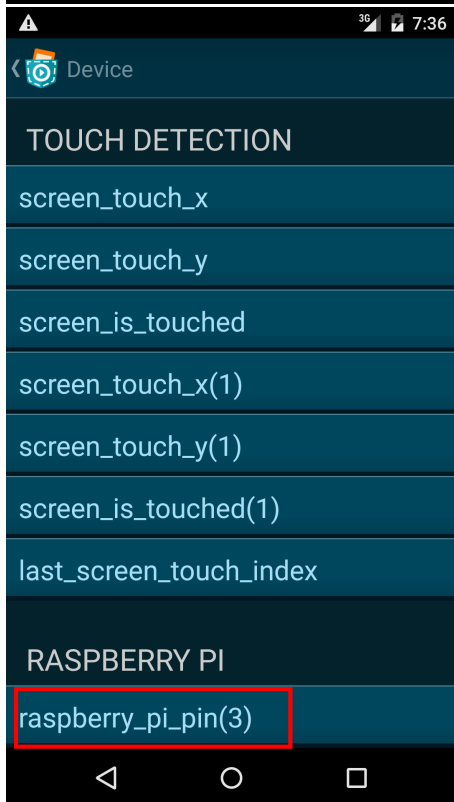 3G 7:36
Device
TOUCH DETECTION
screen_touch_x
screen_touch_y
screen_is_touched
screen_touch_x(1)
screen_touch_y(1)
screen_is_touched(1)
last_screen_touch_index
RASPBERRY PI
raspberry_pi_pin(3)